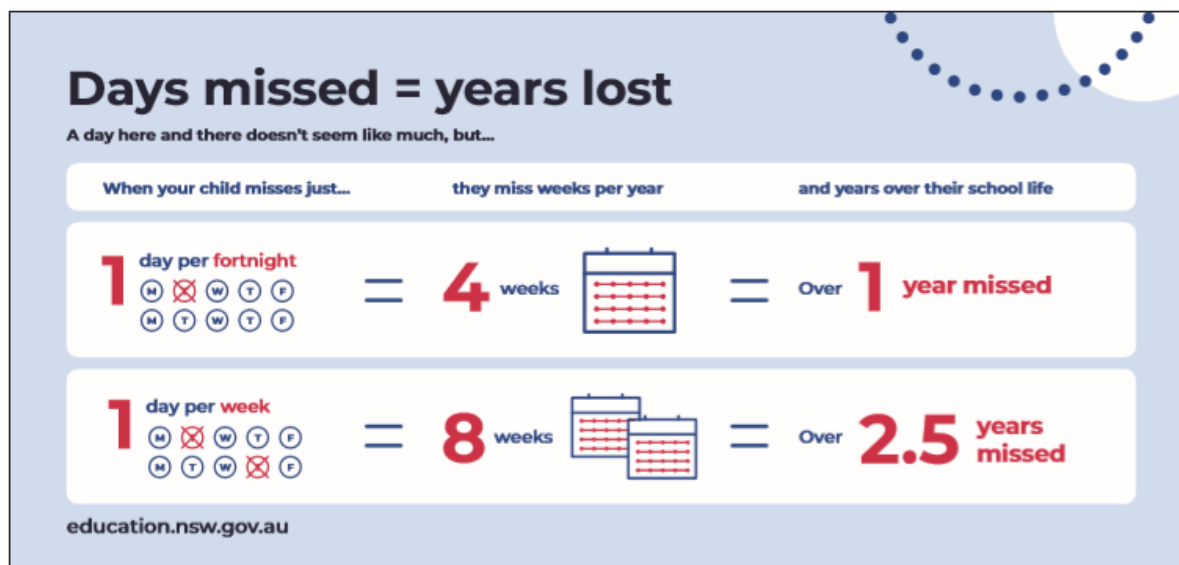 Days missed = years lost
A day here and there doesn't seem like much, but...
When your child misses just... they miss weeks per year and years over their school life
1 day per fortnight = 4 weeks = Over 1 year missed
M T W T F
M T W T F
1 day per week = 8 weeks = Over 2.5 years missed
M T W T F
M T W T F
education.nsw.gov.au